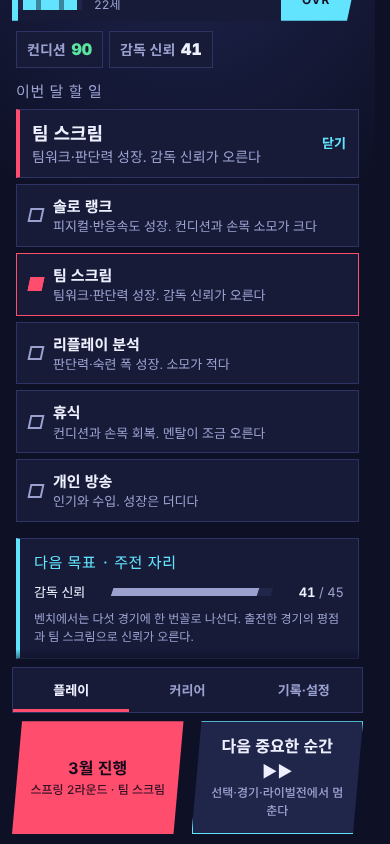 22세
OVR
컨디션 90
감독 신뢰 41
이번 달 할 일
팀 스크림
팀워크·판단력 성장. 감독 신뢰가 오른다
닫기
솔로 랭크
피지컬·반응속도 성장. 컨디션과 손목 소모가 크다
팀 스크림
팀워크·판단력 성장. 감독 신뢰가 오른다
리플레이 분석
판단력·숙련 폭 성장. 소모가 적다
휴식
컨디션과 손목 회복. 멘탈이 조금 오른다
개인 방송
인기와 수입. 성장은 더디다
다음 목표 · 주전 자리
감독 신뢰 41 / 45
벤치에서는 다섯 경기에 한 번꼴로 나선다. 출전한 경기의 평점
과 팀 스크림으로 신뢰가 오른다.
플레이 커리어 기록·설정
3월 진행
스프링 2라운드 · 팀 스크림
다음 중요한 순간
▶▶
선택·경기·라이벌전에서 멈
춘다